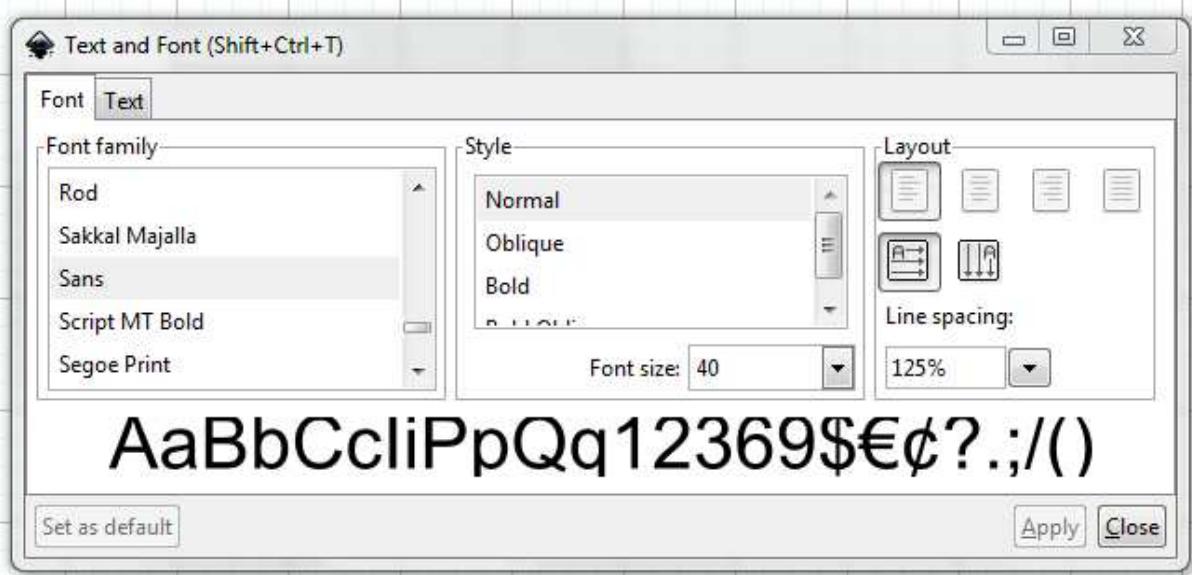 Text and Font (Shift+Ctrl+T)
Font Text
Font family
Rod
Sakkal Majalla
Sans
Script MT Bold
Segoe Print
Style
Normal
Oblique
Bold
Font size: 40
Layout
Line spacing:
125%
AaBbCcIiPpQq12369$€¢?.;/()
Set as default
Apply Close